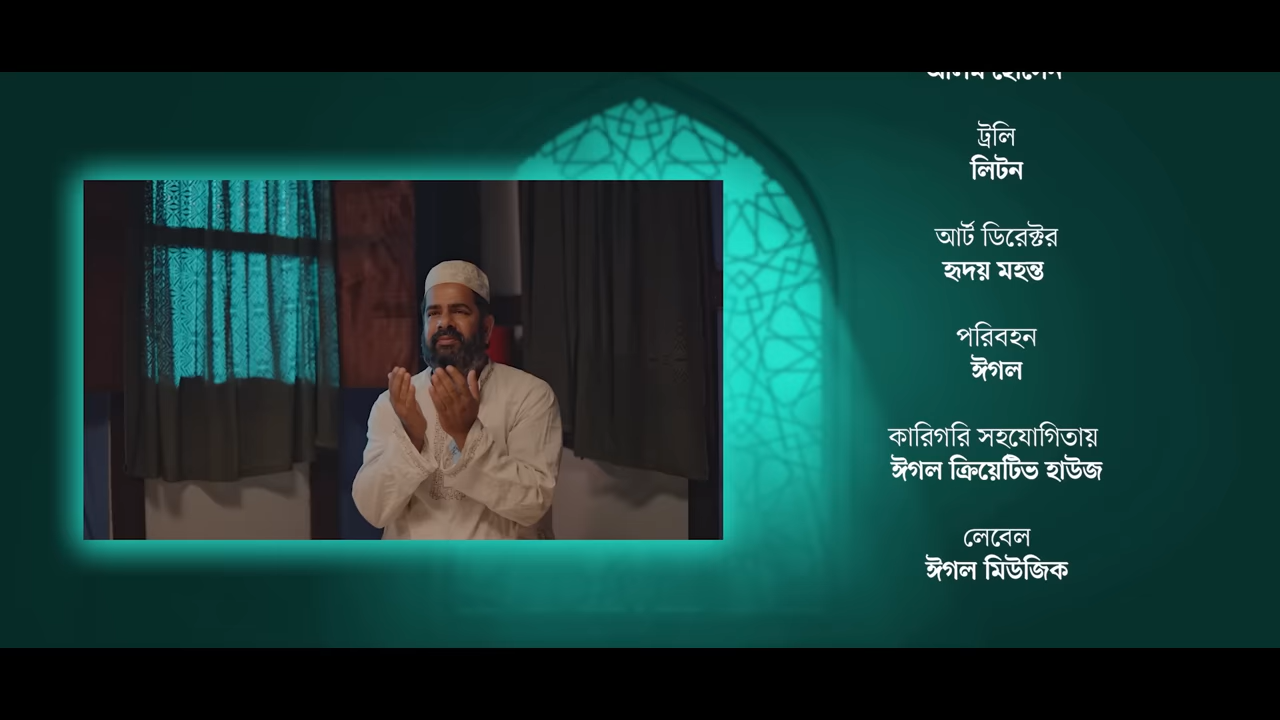 ট্রলি
লিটন
আর্ট ডিরেক্টর
হৃদয় মহন্ত
পরিবহন
ঈগল
কারিগরি সহযোগিতায়
ঈগল ক্রিয়েটিভ হাউজ
লেবেল
ঈগল মিউজিক